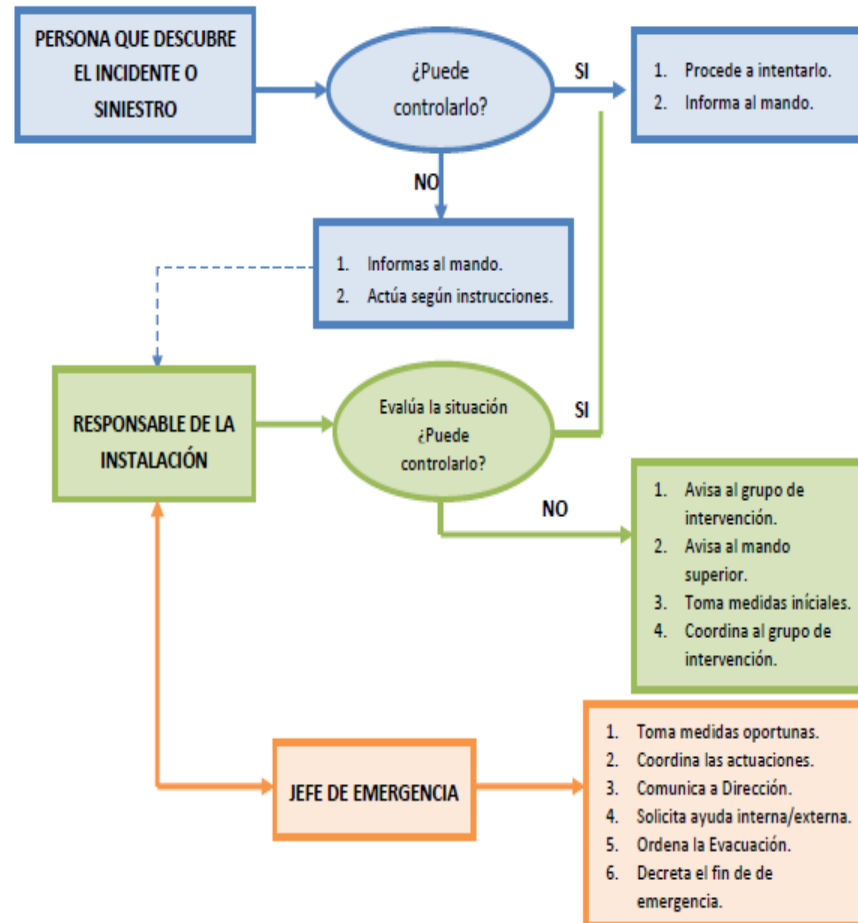 PERSONA QUE DESCUBRE
EL INCIDENTE O
SINIESTRO
¿Puede
controlarlo?
SI
1. Procede a intentarlo.
2. Informa al mando.
NO
1. Informas al mando.
2. Actúa según instrucciones.
RESPONSABLE DE LA
INSTALACIÓN
Evalúa la situación
¿Puede
controlarlo?
SI
NO
1. Avisa al grupo de
intervención.
2. Avisa al mando
superior.
3. Toma medidas iníciales.
4. Coordina al grupo de
intervención.
JEFE DE EMERGENCIA
1. Toma medidas oportunas.
2. Coordina las actuaciones.
3. Comunica a Dirección.
4. Solicita ayuda interna/externa.
5. Ordena la Evacuación.
6. Decreta el fin de de
emergencia.